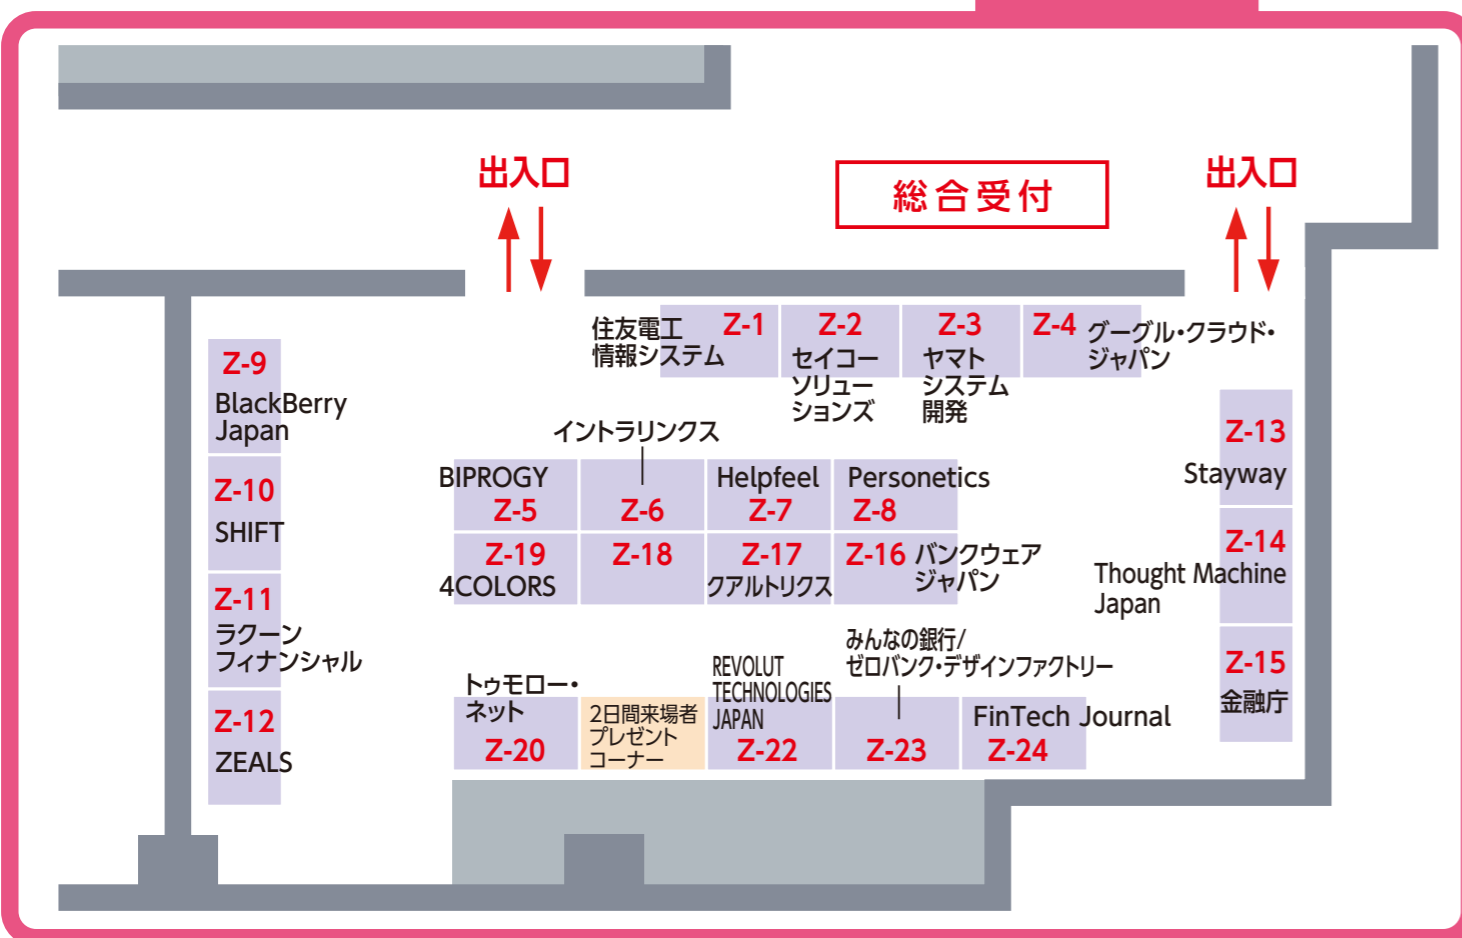 出入口
総合受付
出入口
住友電工
情報システム
Z-1
Z-2
セイコー
ソリュー
ションズ
Z-3
ヤマト
システム
開発
Z-4
グーグル・クラウド・
ジャパン
Z-9
BlackBerry
Japan
Z-10
SHIFT
Z-11
ラクーン
フィナンシャル
Z-12
ZEALS
BIPROGY
Z-5
イントラリンクス
Z-6
Helpfeel
Z-7
Personetics
Z-8
Z-19
4COLORS
Z-18
Z-17
クアルトリクス
Z-16
バンクウェア
ジャパン
Z-13
Stayway
Z-14
Thought Machine
Japan
Z-15
金融庁
トゥモロー・
ネット
Z-20
2日間来場者
プレゼント
コーナー
REVOLUT
TECHNOLOGIES
JAPAN
Z-22
みんなの銀行/
ゼロバンク・デザインファクトリー
Z-23
FinTech Journal
Z-24